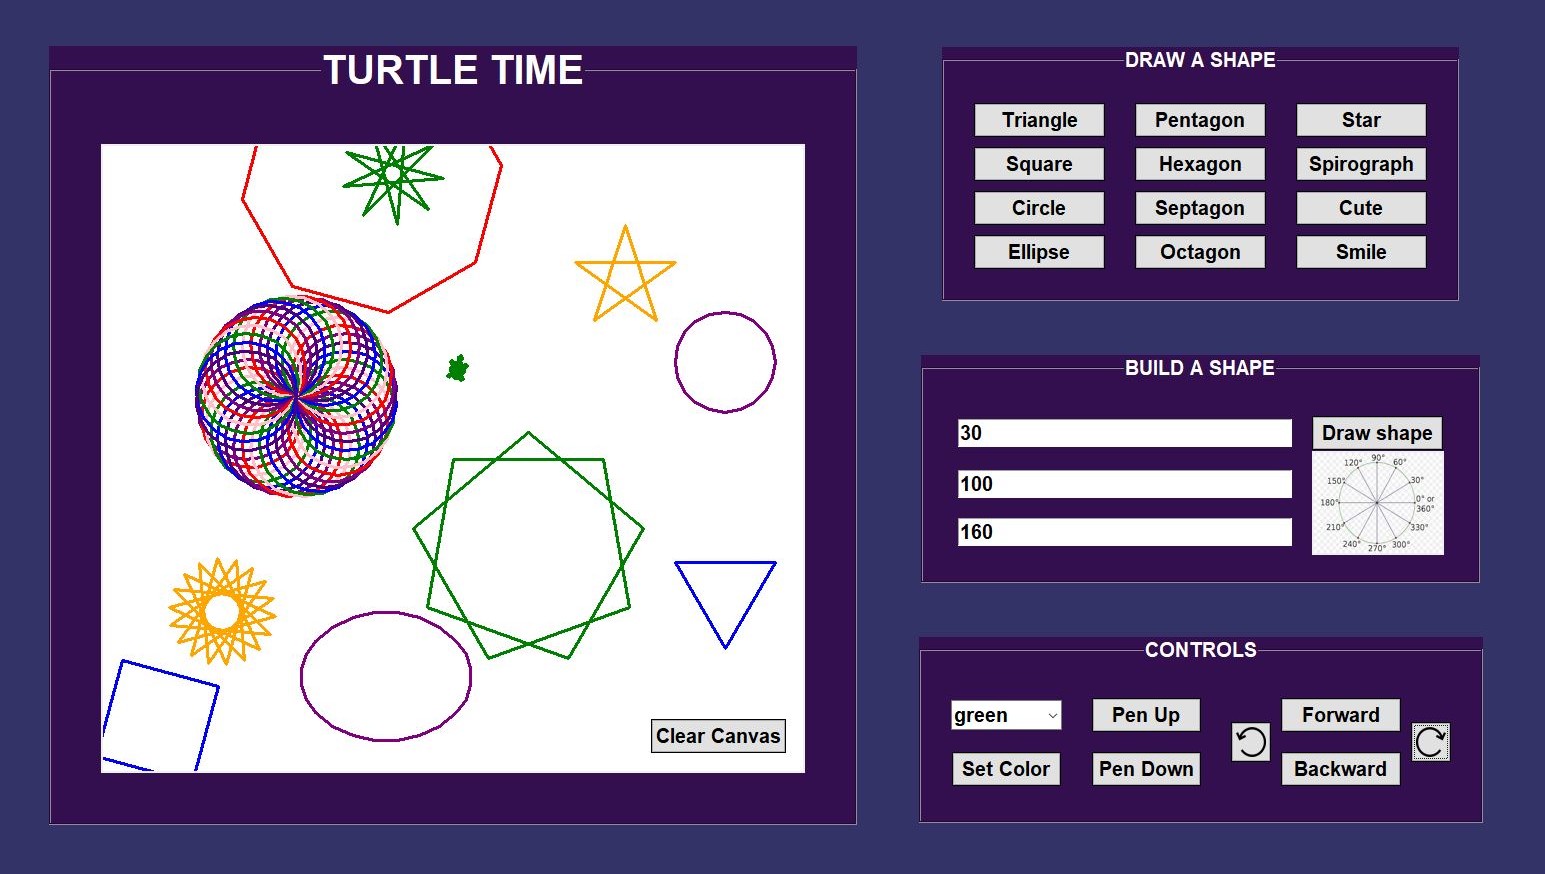 TURTLE TIME
Clear Canvas
DRAW A SHAPE
Triangle Pentagon Star
Square Hexagon Spirograph
Circle Septagon Cute
Ellipse Octagon Smile
BUILD A SHAPE
30
100
160
Draw shape
90°
120° 60°
150° 30°
180° 0° or
360°
210° 330°
240° 300°
270°
CONTROLS
green Pen Up Forward
Set Color Pen Down Backward